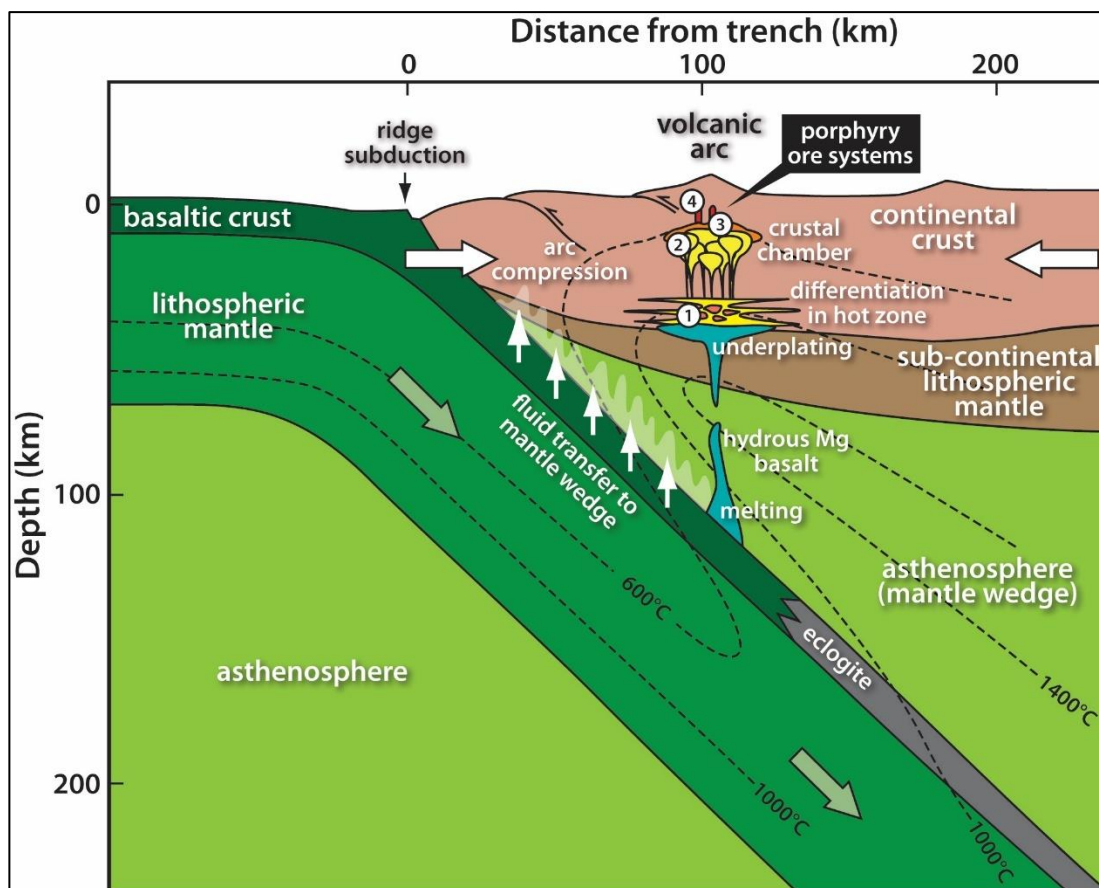 Distance from trench (km)
0
100
200
ridge
subduction
volcanic
arc
porphyry
ore systems
0
basaltic crust
4
3
2
arc
compression
crustal
chamber
continental
crust
lithospheric
mantle
1
differentiation
in hot zone
underplating
sub-continental
lithospheric
mantle
fluid transfer to
mantle wedge
hydrous Mg
basalt
melting
Depth (km)
100
600°C
asthenosphere
(mantle wedge)
eclogite
1400°C
asthenosphere
200
1000°C
1000°C